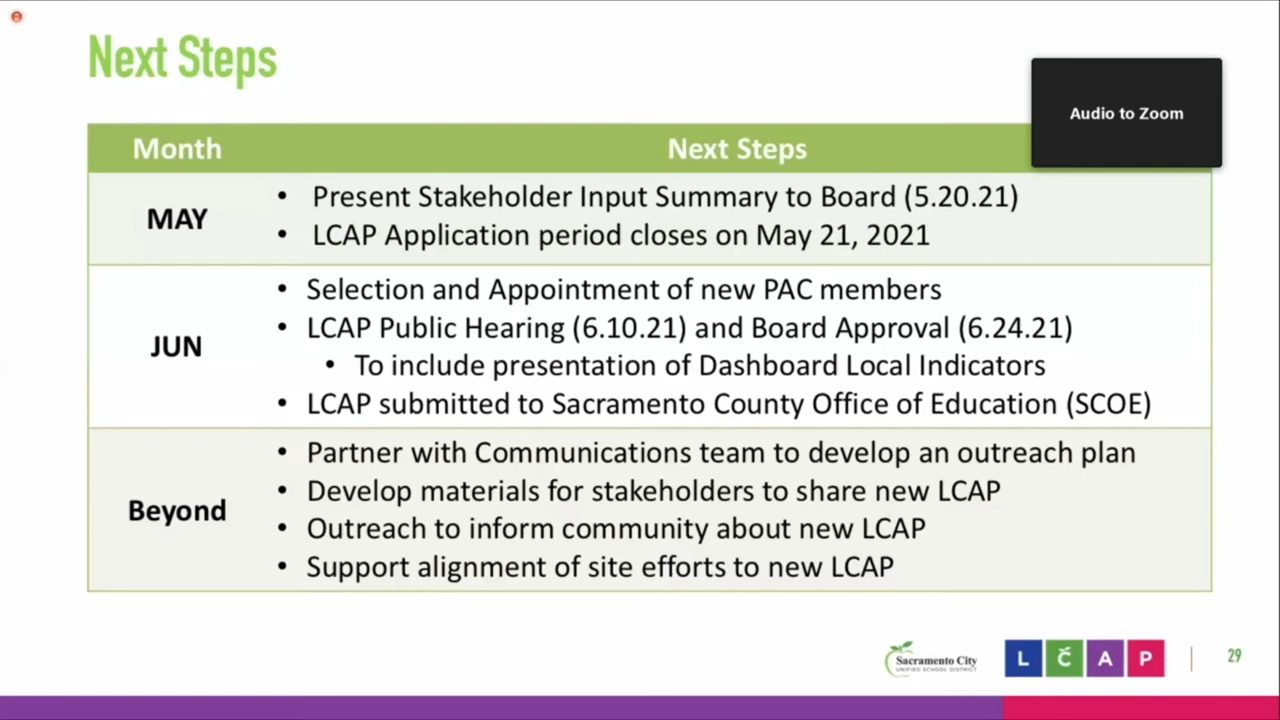 Next Steps
Audio to Zoom
Month
Next Steps
MAY
• Present Stakeholder Input Summary to Board (5.20.21)
• LCAP Application period closes on May 21, 2021
JUN
• Selection and Appointment of new PAC members
• LCAP Public Hearing (6.10.21) and Board Approval (6.24.21)
• To include presentation of Dashboard Local Indicators
• LCAP submitted to Sacramento County Office of Education (SCOE)
Beyond
• Partner with Communications team to develop an outreach plan
• Develop materials for stakeholders to share new LCAP
• Outreach to inform community about new LCAP
• Support alignment of site efforts to new LCAP
Sacramento City
UNIFIED SCHOOL DISTRICT
L Č A P
29